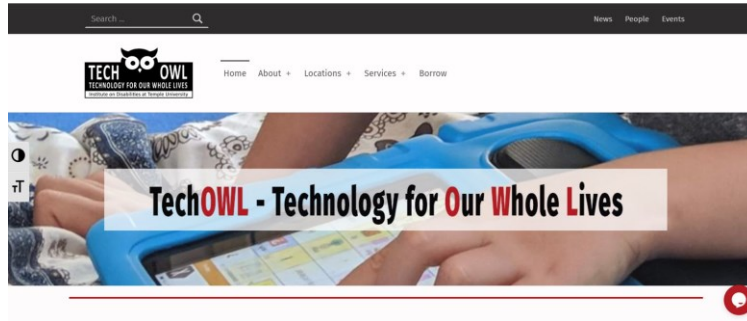 Search ...
News People Events
TECH OWL
TECHNOLOGY FOR OUR WHOLE LIVES
Institute on Disabilities at Temple University
Home About + Locations + Services + Borrow
TechOWL - Technology for Our Whole Lives